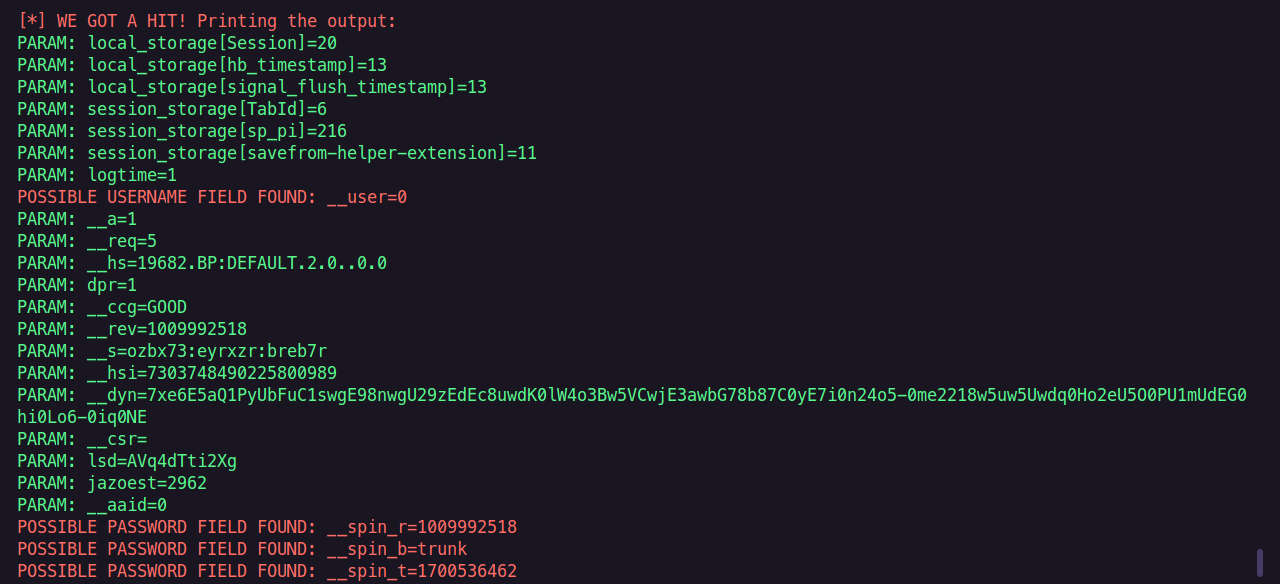 [*] WE GOT A HIT! Printing the output:
PARAM: local_storage[Session]=20
PARAM: local_storage[hb_timestamp]=13
PARAM: local_storage[signal_flush_timestamp]=13
PARAM: session_storage[TabId]=6
PARAM: session_storage[sp_pi]=216
PARAM: session_storage[savefrom-helper-extension]=11
PARAM: logtime=1
POSSIBLE USERNAME FIELD FOUND: __user=0
PARAM: __a=1
PARAM: __req=5
PARAM: __hs=19682.BP:DEFAULT.2.0..0.0
PARAM: dpr=1
PARAM: __ccg=GOOD
PARAM: __rev=1009992518
PARAM: __s=ozbx73:eyrxzr:breb7r
PARAM: __hsi=7303748490225800989
PARAM: __dyn=7xe6E5aQ1PyUbFuC1swgE98nwgU29zEdEc8uwdK0lW4o3Bw5VCwjE3awbG78b87C0yE7i0n24o5-0me2218w5uw5Uwdq0Ho2eU5O0PU1mUdEG0
hi0Lo6-0iq0NE
PARAM: __csr=
PARAM: lsd=AVq4dTti2Xg
PARAM: jazoest=2962
PARAM: __aaid=0
POSSIBLE PASSWORD FIELD FOUND: __spin_r=1009992518
POSSIBLE PASSWORD FIELD FOUND: __spin_b=trunk
POSSIBLE PASSWORD FIELD FOUND: __spin_t=1700536462